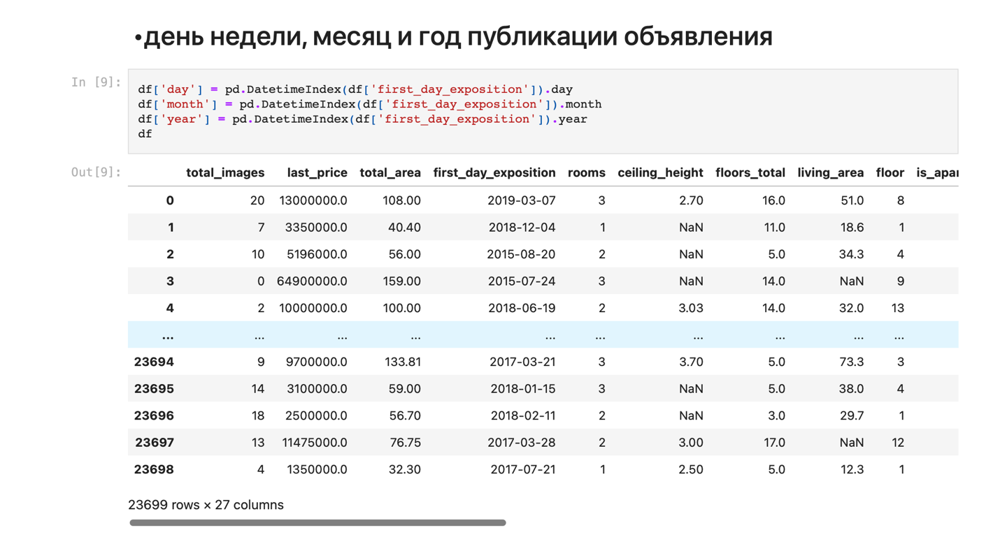 •день недели, месяц и год публикации объявления
In [9]:
df['day'] = pd.DatetimeIndex(df['first_day_exposition']).day
df['month'] = pd.DatetimeIndex(df['first_day_exposition']).month
df['year'] = pd.DatetimeIndex(df['first_day_exposition']).year
df
Out[9]:
total_images last_price total_area first_day_exposition rooms ceiling_height floors_total living_area floor is_apar
0 20 13000000.0 108.00 2019-03-07 3 2.70 16.0 51.0 8
1 7 3350000.0 40.40 2018-12-04 1 NaN 11.0 18.6 1
2 10 5196000.0 56.00 2015-08-20 2 NaN 5.0 34.3 4
3 0 64900000.0 159.00 2015-07-24 3 NaN 14.0 NaN 9
4 2 10000000.0 100.00 2018-06-19 2 3.03 14.0 32.0 13
... ... ... ... ... ... ... ... ... ...
23694 9 9700000.0 133.81 2017-03-21 3 3.70 5.0 73.3 3
23695 14 3100000.0 59.00 2018-01-15 3 NaN 5.0 38.0 4
23696 18 2500000.0 56.70 2018-02-11 2 NaN 3.0 29.7 1
23697 13 11475000.0 76.75 2017-03-28 2 3.00 17.0 NaN 12
23698 4 1350000.0 32.30 2017-07-21 1 2.50 5.0 12.3 1
23699 rows × 27 columns